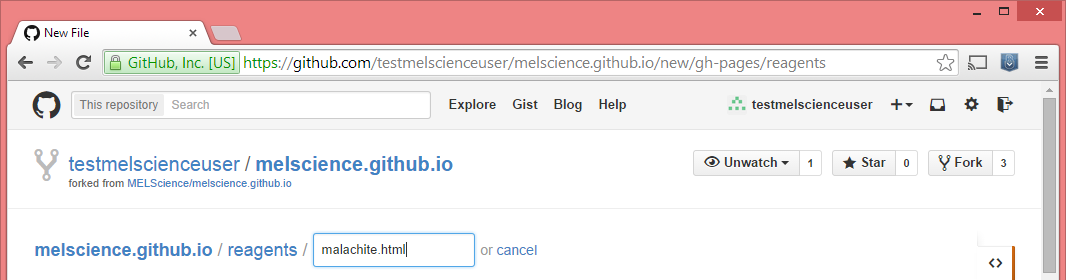 New File
GitHub, Inc. [US] https://github.com/testmelscienceuser/melscience.github.io/new/gh-pages/reagents
This repository Search Explore Gist Blog Help testmelscienceuser
testmelscienceuser / melscience.github.io Unwatch 1 Star 0 Fork 3
forked from MELScience/melscience.github.io
melscience.github.io / reagents / malachite.html or cancel